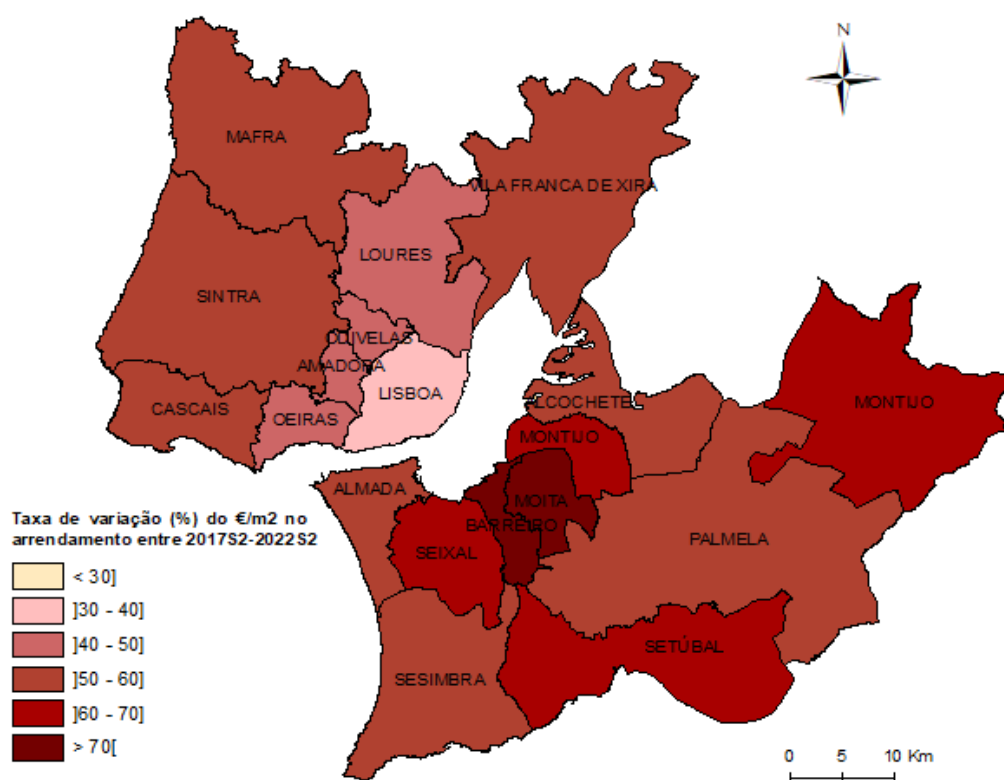 N
MAFRA
VILA FRANCA DE XIRA
LOURES
SINTRA
ODIVELAS
AMADORA
LISBOA
CASCAIS
OEIRAS
ALCOCHETE
MONTIJO
MONTIJO
ALMADA
MOITA
BARREIRO
SEIXAL
PALMELA
SETÚBAL
SESIMBRA
Taxa de variação (%) do €/m2 no
arrendamento entre 2017S2-2022S2
< 30]
]30 - 40]
]40 - 50]
]50 - 60]
]60 - 70]
> 70[
0 5 10 Km